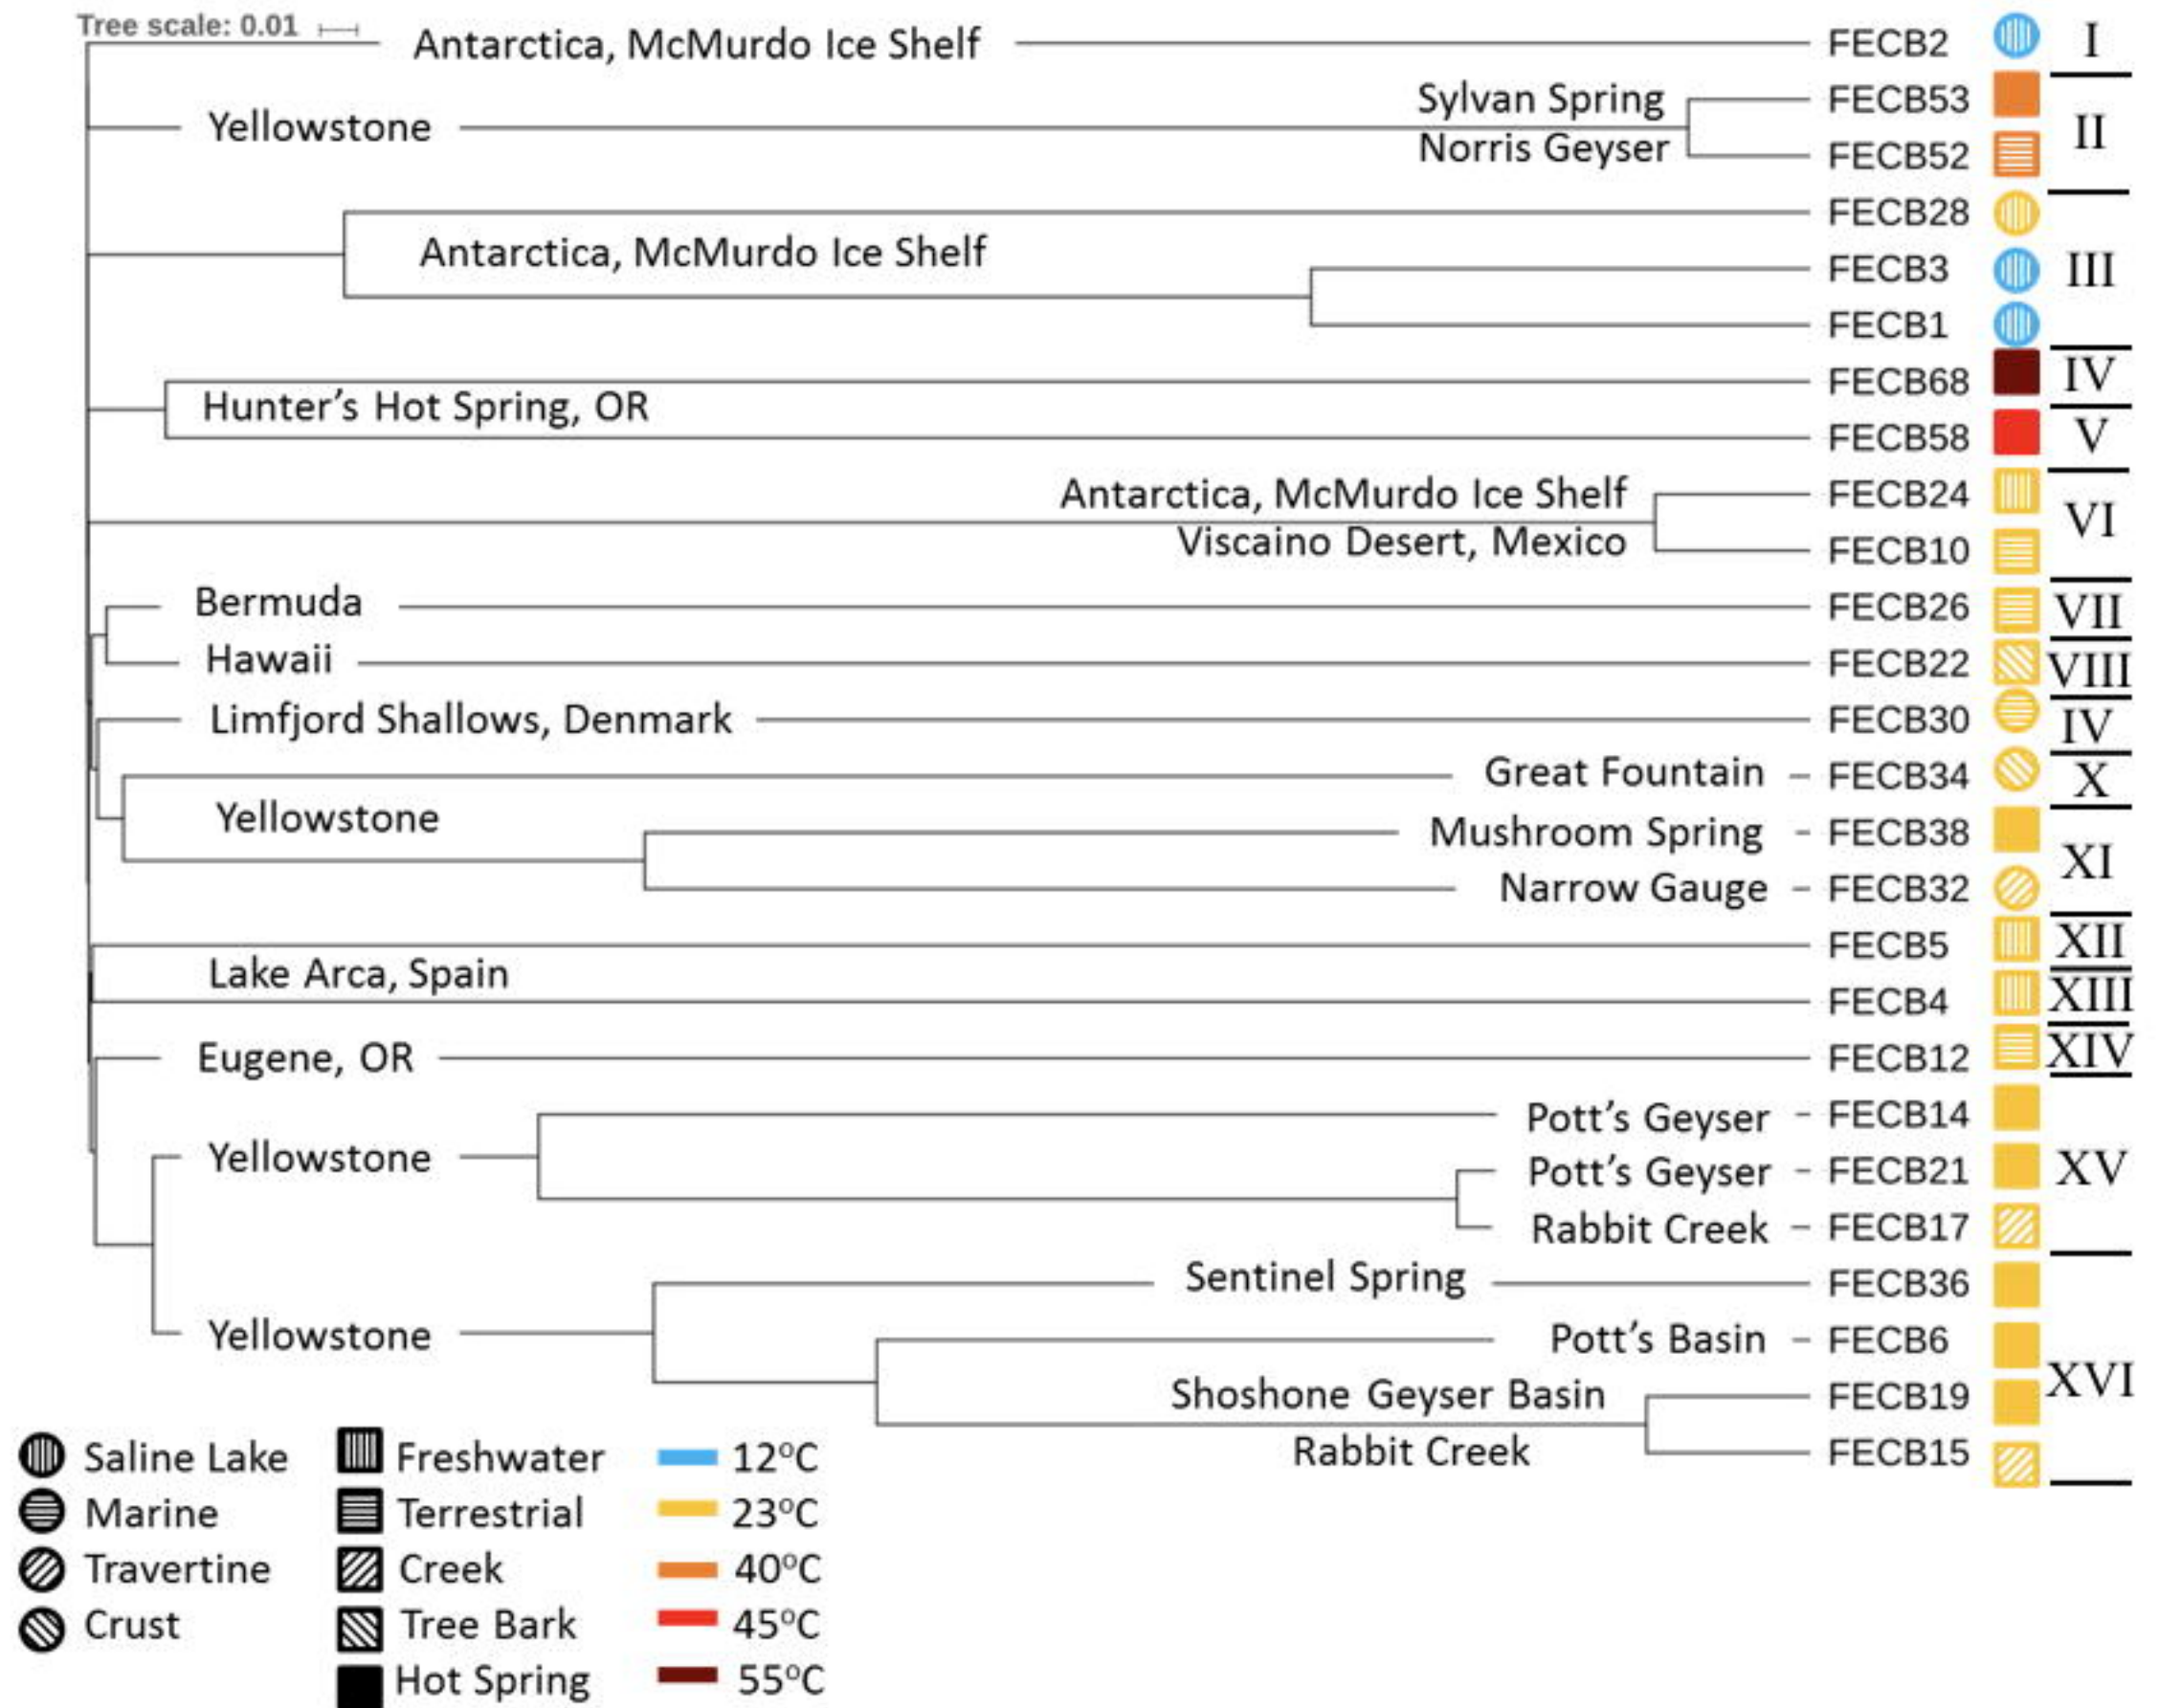 Tree scale: 0.01
Antarctica, McMurdo Ice Shelf FECB2 I
Sylvan Spring FECB53
Yellowstone II
Norris Geyser FECB52
FECB28
Antarctica, McMurdo Ice Shelf FECB3 III
FECB1
FECB68 IV
Hunter's Hot Spring, OR
FECB58 V
Antarctica, McMurdo Ice Shelf FECB24
VI
Viscaino Desert, Mexico FECB10
Bermuda FECB26 VII
Hawaii FECB22 VIII
Limfjord Shallows, Denmark FECB30 IV
Great Fountain FECB34 X
Yellowstone
Mushroom Spring FECB38
XI
Narrow Gauge FECB32
FECB5 XII
Lake Arca, Spain
FECB4 XIII
Eugene, OR FECB12 XIV
Pott's Geyser FECB14
Yellowstone
Pott's Geyser FECB21 XV
Rabbit Creek FECB17
Sentinel Spring FECB36
Yellowstone
Pott's Basin FECB6
XVI
Shoshone Geyser Basin FECB19
Rabbit Creek FECB15
Saline Lake Freshwater 12°C
Marine Terrestrial 23°C
Travertine Creek 40°C
Crust Tree Bark 45°C
Hot Spring 55°C